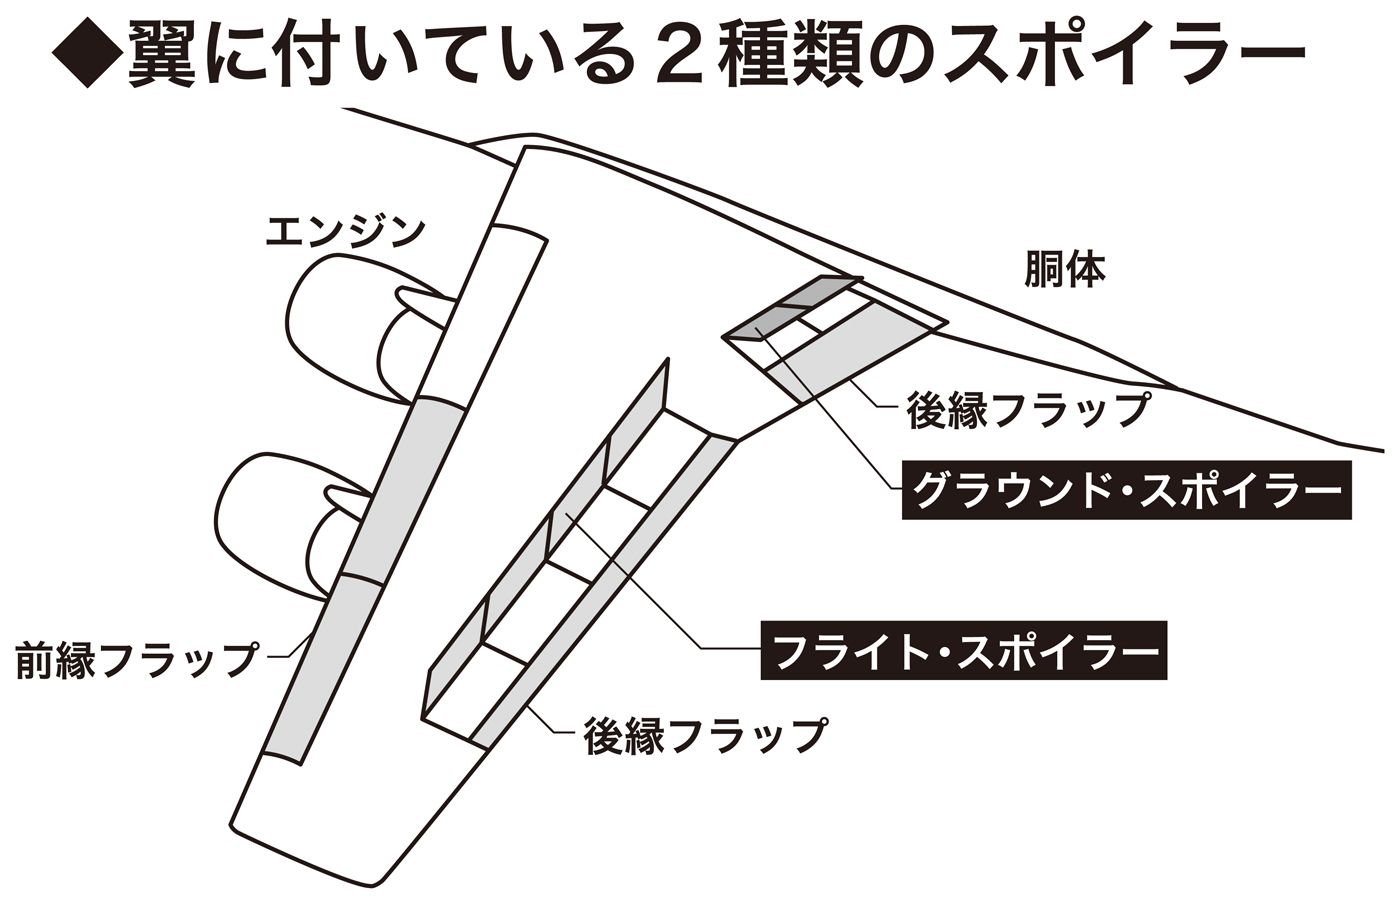 ◆翼に付いている２種類のスポイラー
エンジン
胴体
後縁フラップ
グラウンド・スポイラー
フライト・スポイラー
前縁フラップ
後縁フラップ